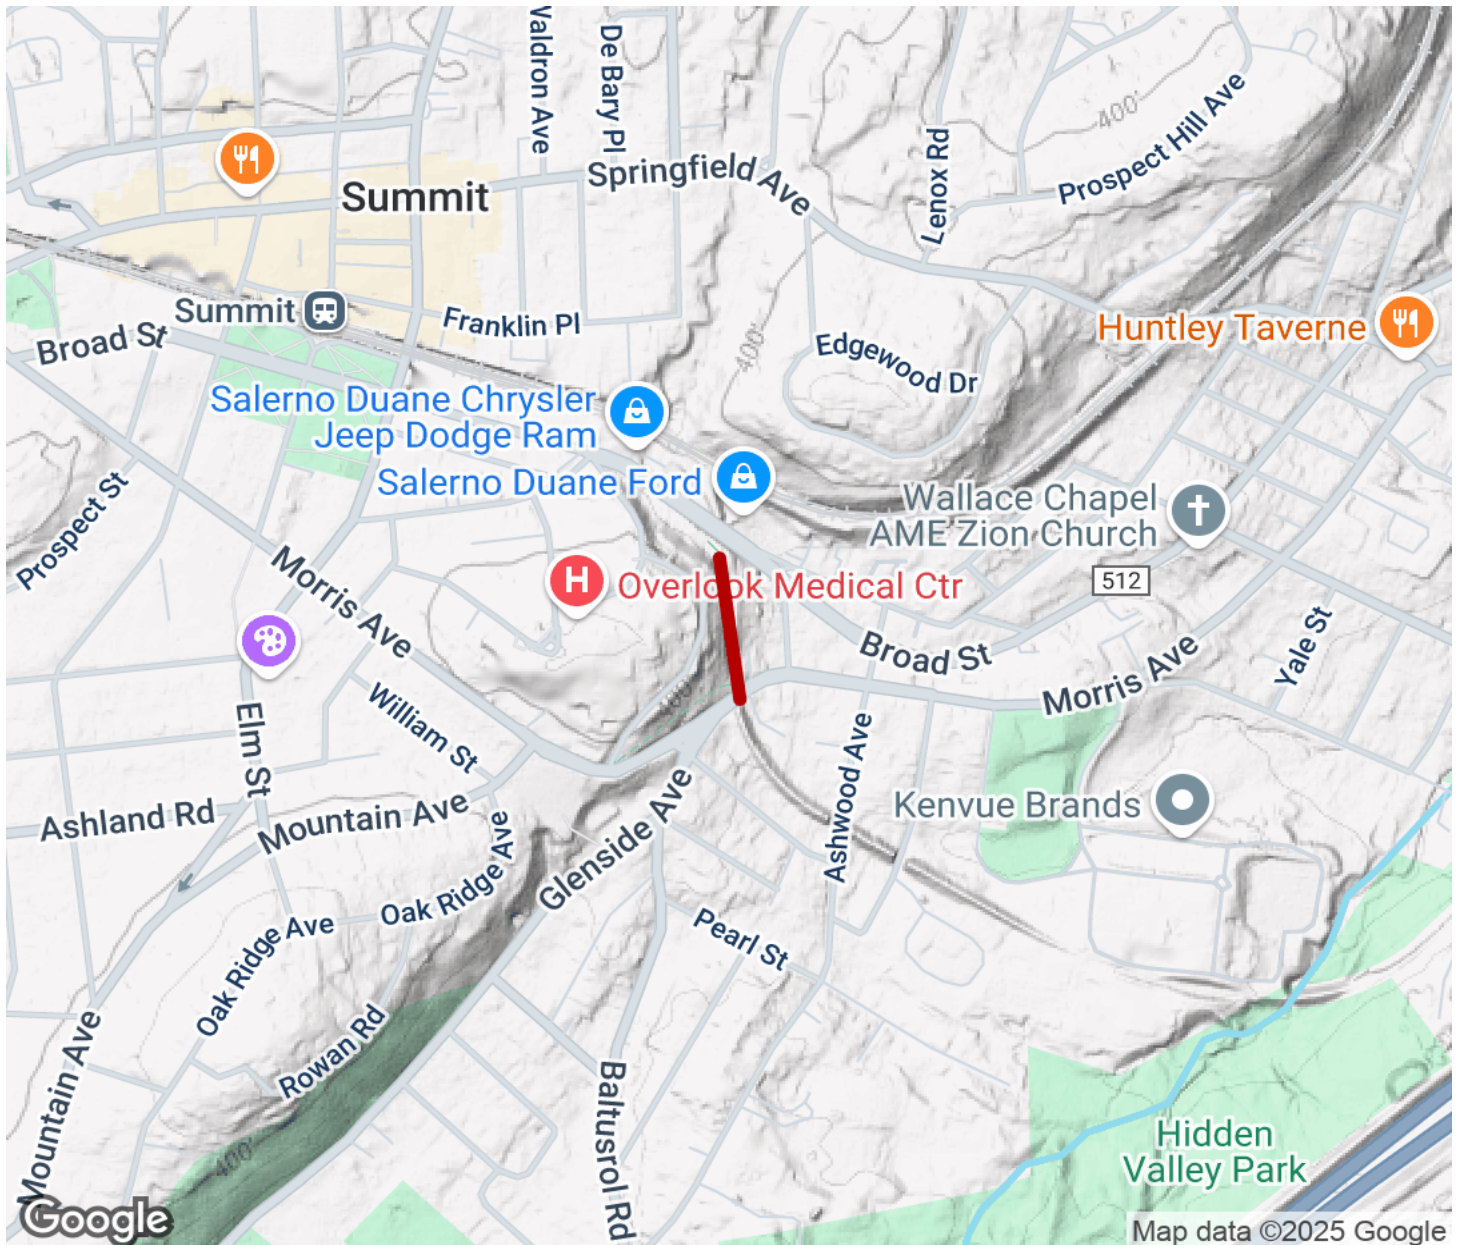 Valdron Ave
De Bary Pl
Springfield Ave
Lenox Rd
400'
Prospect Hill Ave
Summit
Summit
Franklin Pl
Broad St
400'
Edgewood Dr
Huntley Taverne
Salerno Duane Chrysler
Jeep Dodge Ram
Salerno Duane Ford
Wallace Chapel
AME Zion Church
Prospect St
H
Overlook Medical Ctr
512
Morris Ave
Broad St
Morris Ave
Yale St
William St
Elm St
Ashwood Ave
Kenvue Brands
Ashland Rd
Mountain Ave
Glenside Ave
Oak Ridge Ave
Oak Ridge Ave
Pearl St
Rowan Rd
Mountain Ave
Baltusrol Rd
400'
Hidden
Valley Park
Google
Map data ©2025 Google